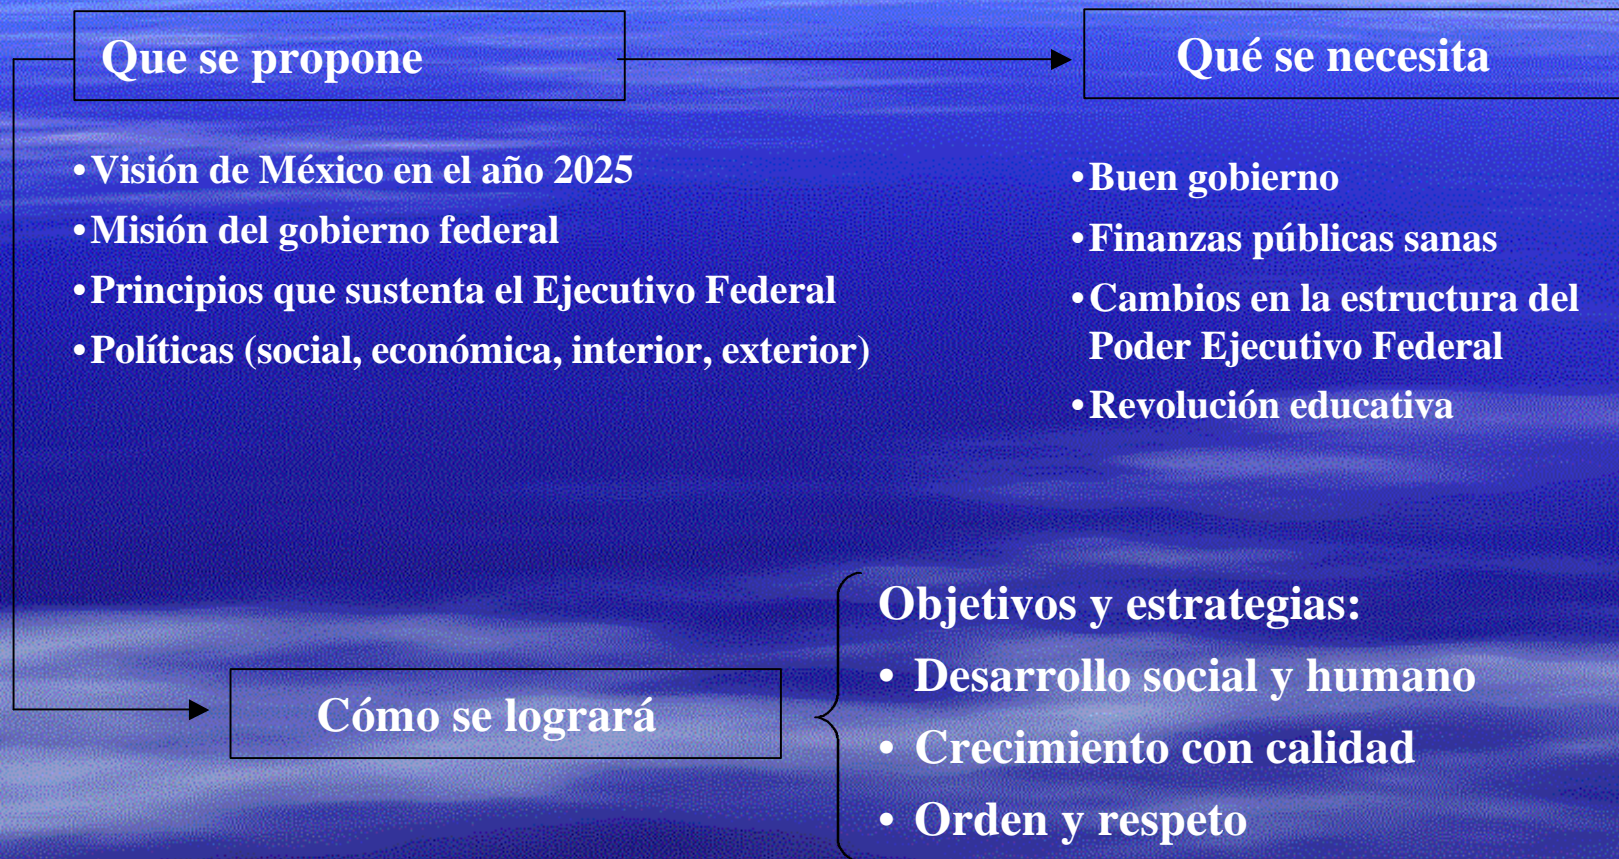 Que se propone
• Visión de México en el año 2025
• Misión del gobierno federal
• Principios que sustenta el Ejecutivo Federal
• Políticas (social, económica, interior, exterior)
Qué se necesita
• Buen gobierno
• Finanzas públicas sanas
• Cambios en la estructura del
Poder Ejecutivo Federal
• Revolución educativa
Cómo se logrará
Objetivos y estrategias:
• Desarrollo social y humano
• Crecimiento con calidad
• Orden y respeto